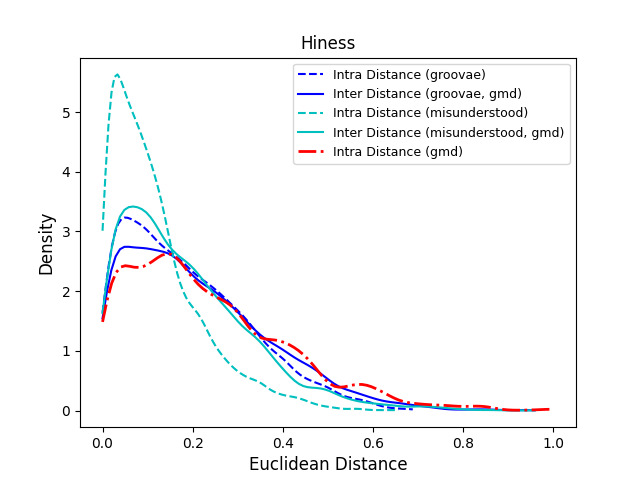 Hiness
Intra Distance (groovae)
Inter Distance (groovae, gmd)
Intra Distance (misunderstood)
Inter Distance (misunderstood, gmd)
Intra Distance (gmd)
Density
5
4
3
2
1
0
0.0 0.2 0.4 0.6 0.8 1.0
Euclidean Distance